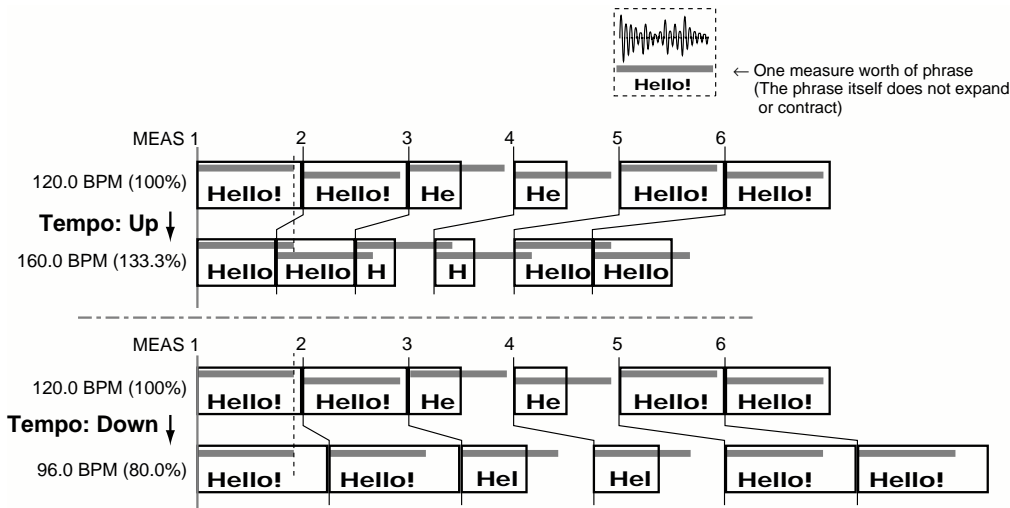 Hello!
← One measure worth of phrase
(The phrase itself does not expand
or contract)
MEAS 1 2 3 4 5 6
120.0 BPM (100%)
Hello! Hello! He He Hello! Hello!
Tempo: Up ↓
160.0 BPM (133.3%)
Hello Hello H H Hello Hello
MEAS 1 2 3 4 5 6
120.0 BPM (100%)
Hello! Hello! He He Hello! Hello!
Tempo: Down ↓
96.0 BPM (80.0%)
Hello! Hello! Hel Hel Hello! Hello!